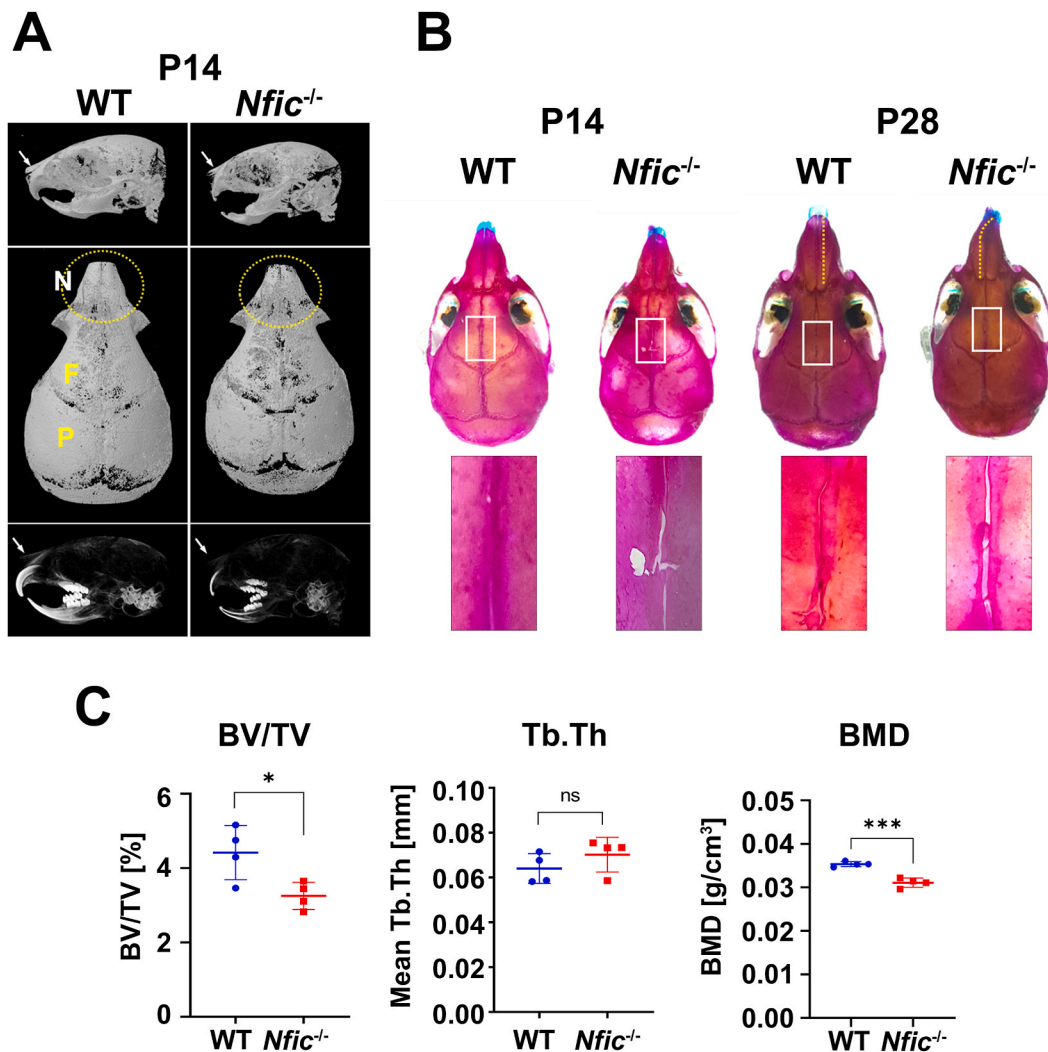 A
P14
WT Nfic-/-
N
F
P
B
P14 P28
WT Nfic-/- WT Nfic-/-
C
BV/TV
*
BV/TV [%]
6
4
2
0
WT Nfic-/-
Tb.Th
ns
Mean Tb.Th [mm]
0.10
0.08
0.06
0.04
0.02
0.00
WT Nfic-/-
BMD
***
BMD [g/cm³]
0.05
0.04
0.03
0.02
0.01
0.00
WT Nfic-/-